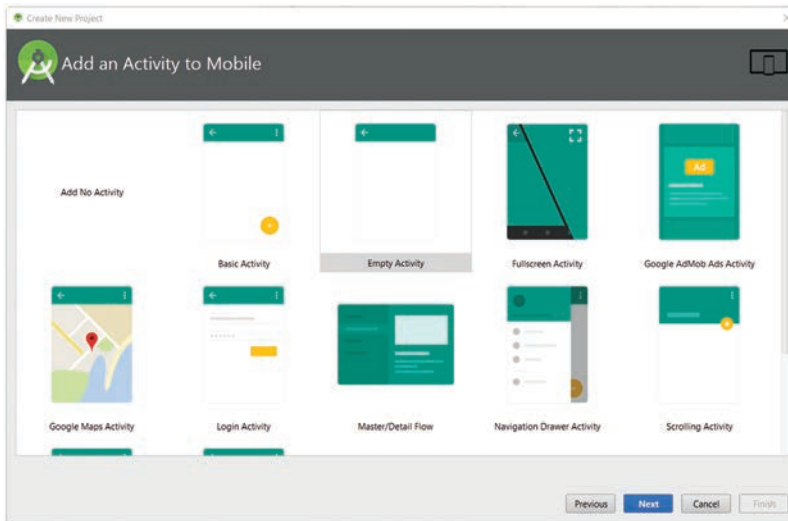 Create New Project
Add an Activity to Mobile
Add No Activity
Basic Activity
Empty Activity
Fullscreen Activity
Ad
Google AdMob Ads Activity
Google Maps Activity
Login Activity
Master/Detail Flow
Navigation Drawer Activity
Scrolling Activity
Previous
Next
Cancel
Finish